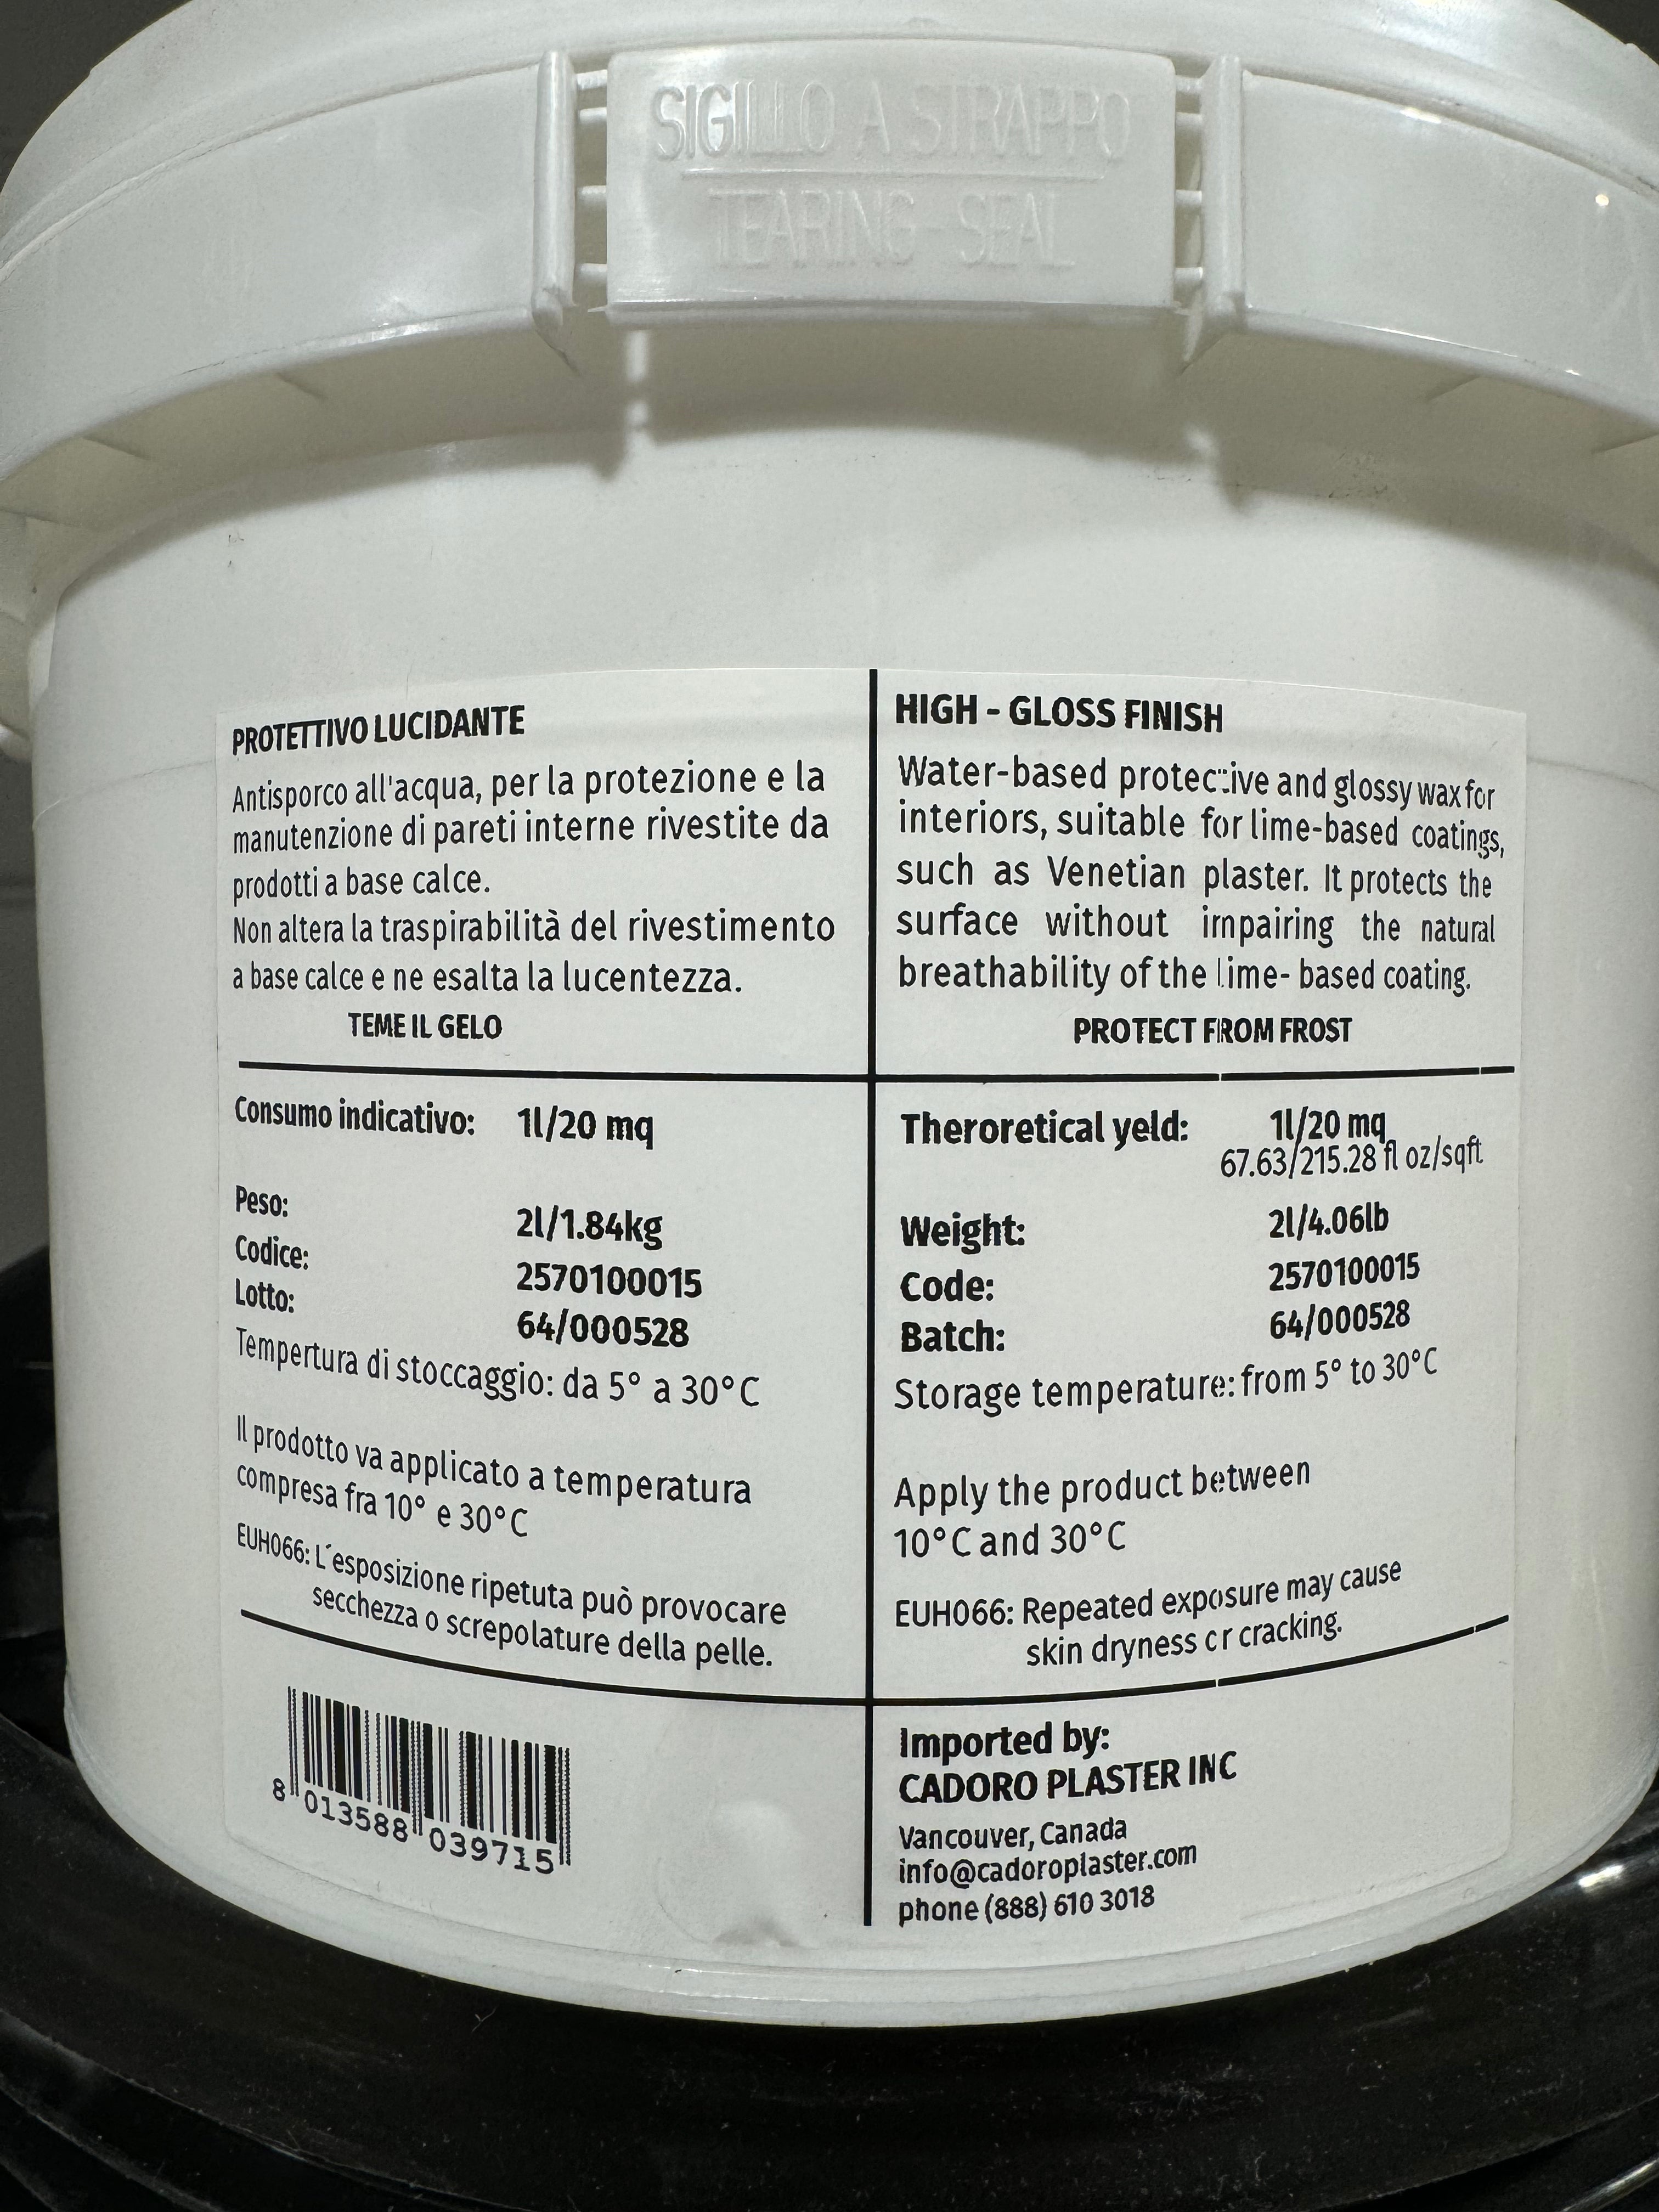 SIGILLO A STRAPPO
TEARING-SEAL
PROTETTIVO LUCIDANTE
Antisporco all'acqua, per la protezione e la
manutenzione di pareti interne rivestite da
prodotti a base calce.
Non altera la traspirabilità del rivestimento
a base calce e ne esalta la lucentezza.
TEME IL GELO
Consumo indicativo: 1l/20 mq
Peso: 2l/1.84kg
Codice: 2570100015
Lotto: 64/000528
Tempertura di stoccaggio: da 5° a 30°C
Il prodotto va applicato a temperatura
compresa fra 10° e 30°C
EUH066: L´esposizione ripetuta può provocare
secchezza o screpolature della pelle.
8 013588 039715
HIGH - GLOSS FINISH
Water-based protective and glossy wax for
interiors, suitable for lime-based coatings,
such as Venetian plaster. It protects the
surface without impairing the natural
breathability of the lime- based coating.
PROTECT FROM FROST
Theroretical yeld: 1l/20 mq
67.63/215.28 fl oz/sqft
Weight: 2l/4.06lb
Code: 2570100015
Batch: 64/000528
Storage temperature: from 5° to 30°C
Apply the product between
10°C and 30°C
EUH066: Repeated exposure may cause
skin dryness or cracking.
Imported by:
CADORO PLASTER INC
Vancouver, Canada
info@cadoroplaster.com
phone (888) 610 3018